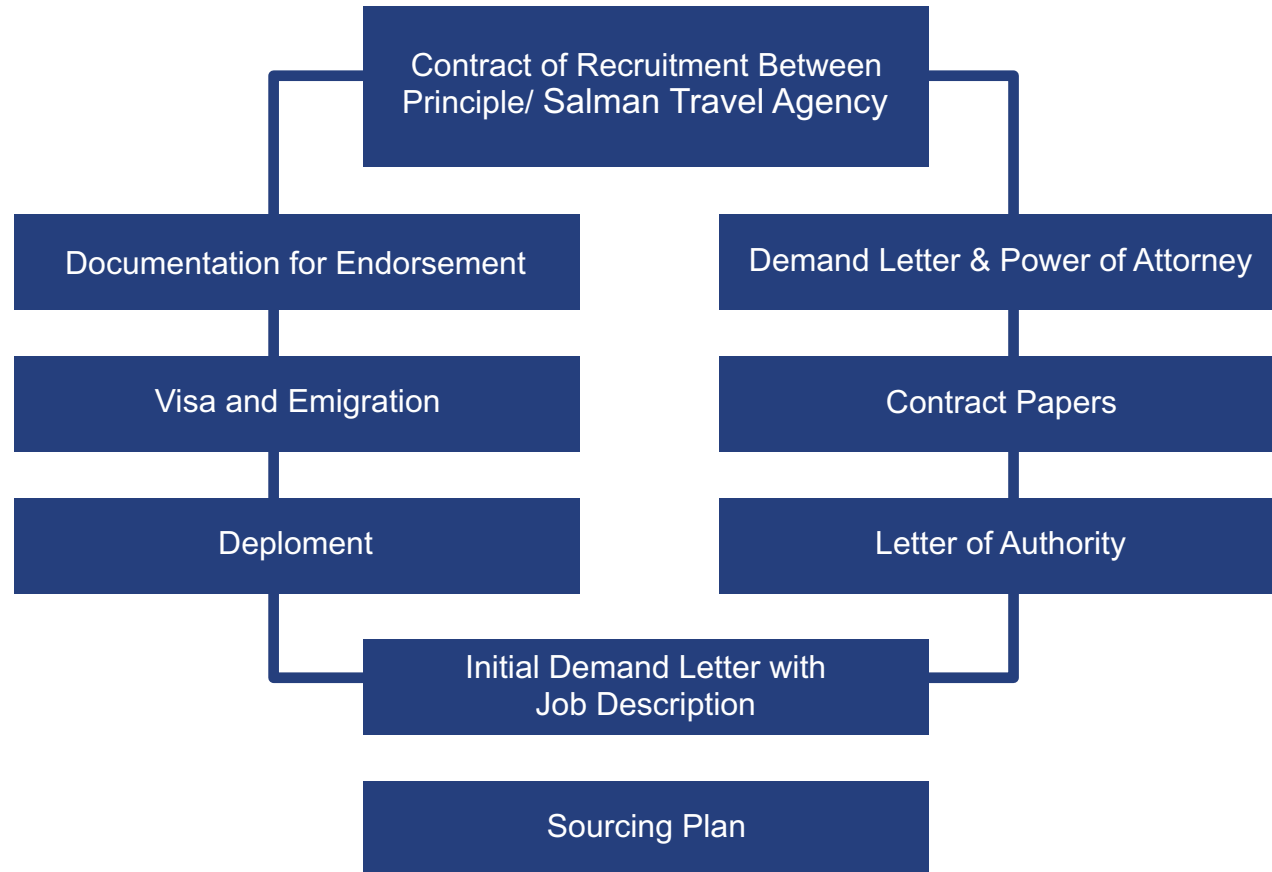 Contract of Recruitment Between
Principle/ Salman Travel Agency
Documentation for Endorsement
Demand Letter & Power of Attorney
Visa and Emigration
Contract Papers
Deploment
Letter of Authority
Initial Demand Letter with
Job Description
Sourcing Plan